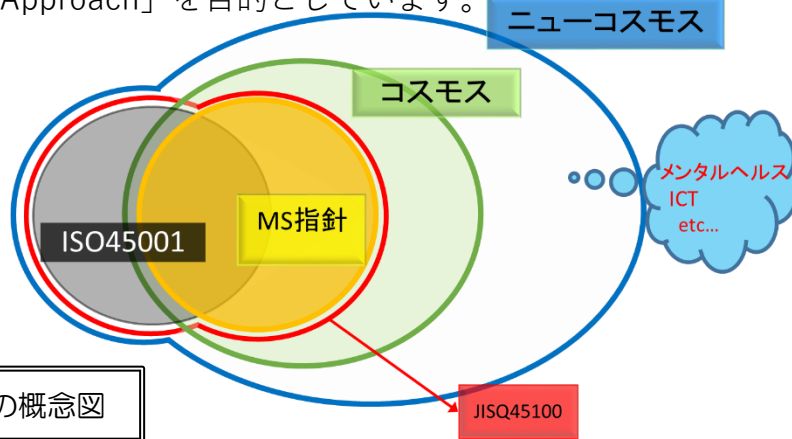 Approach」を目的としています。
ニューコスモス
コスモス
メンタルヘルス
ICT
etc…
MS指針
ISO45001
JISQ45100
の概念図